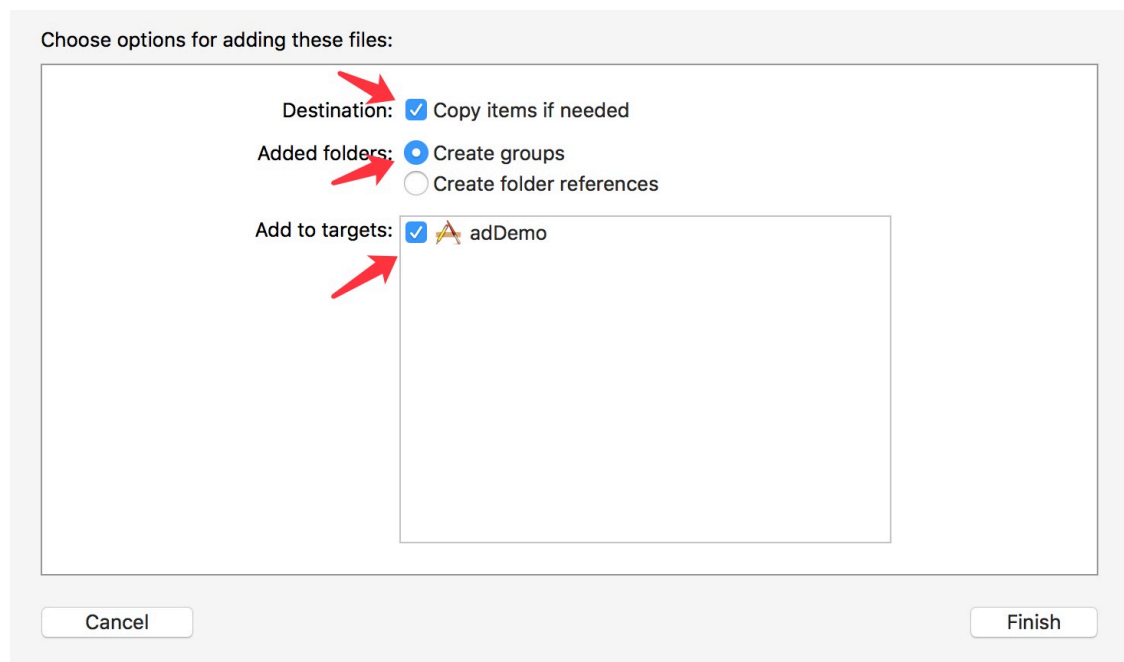 Choose options for adding these files:
Destination: Copy items if needed
Added folders: Create groups
Create folder references
Add to targets: adDemo
Cancel Finish